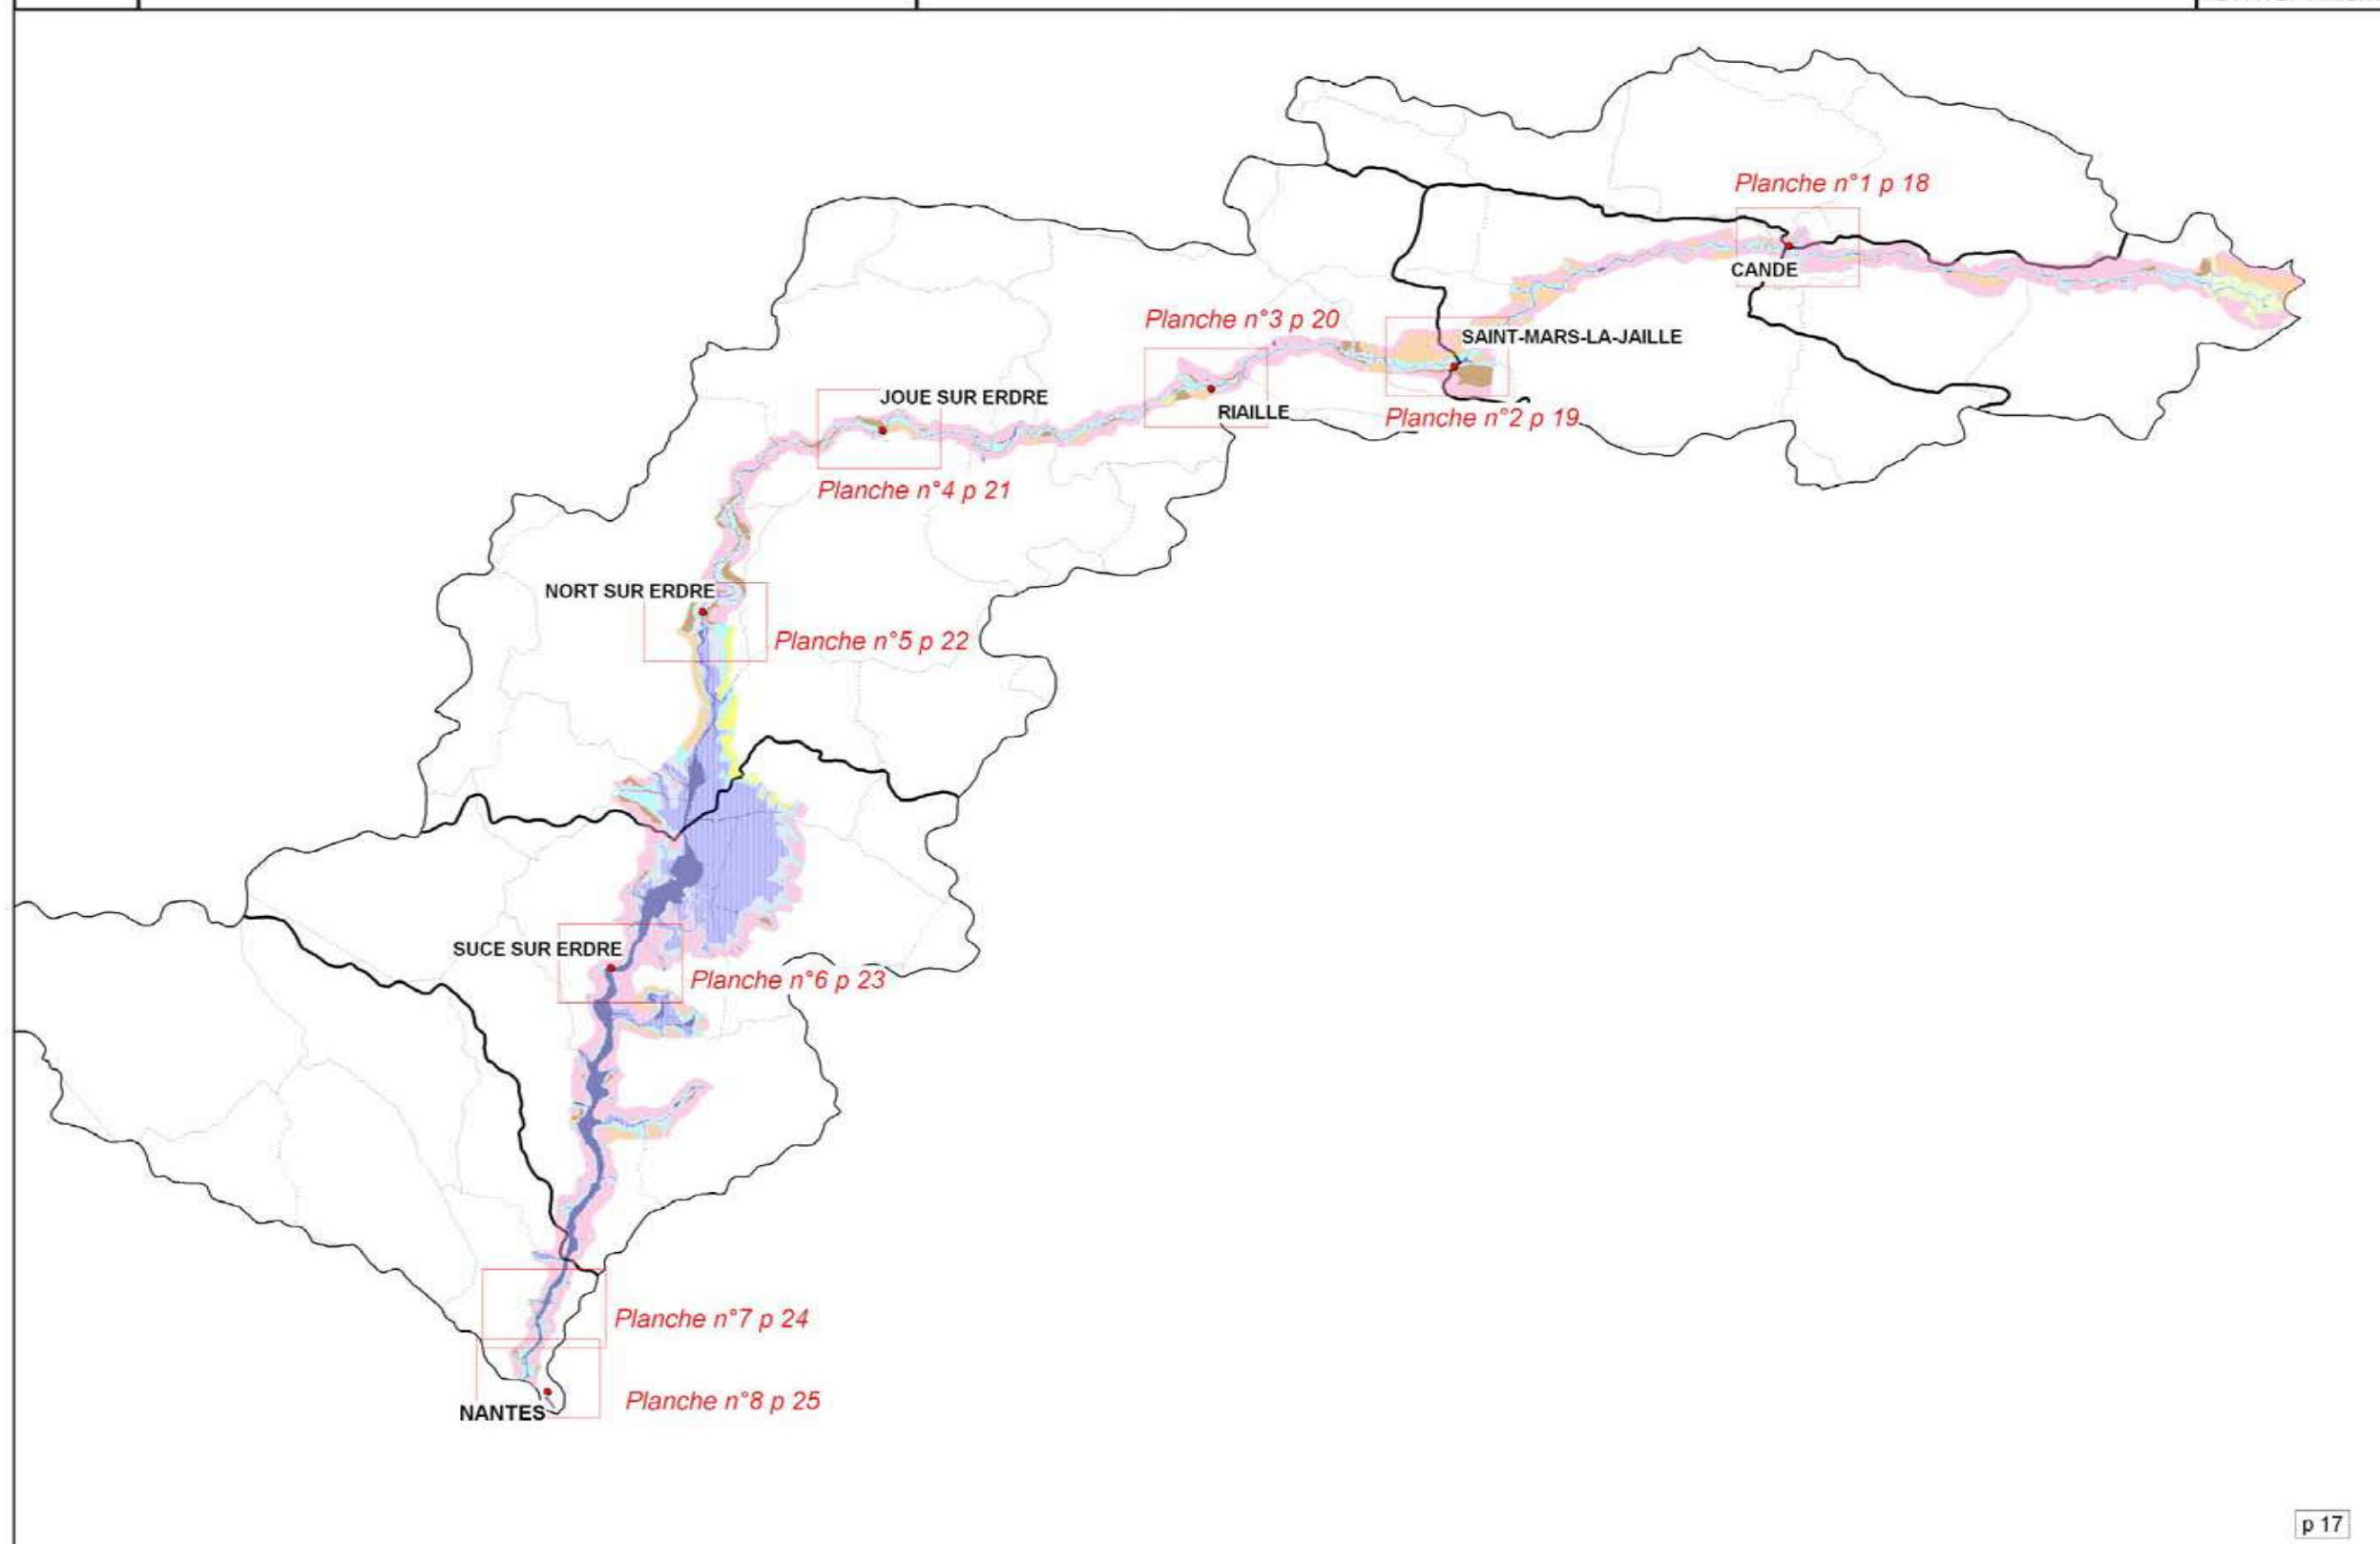 Planche n°1 p 18
CANDE
Planche n°3 p 20
SAINT-MARS-LA-JAILLE
JOUE SUR ERDRE
RIAILLE
Planche n°2 p 19
Planche n°4 p 21
NORT SUR ERDRE
Planche n°5 p 22
SUCE SUR ERDRE
Planche n°6 p 23
Planche n°7 p 24
Planche n°8 p 25
NANTES
p 17